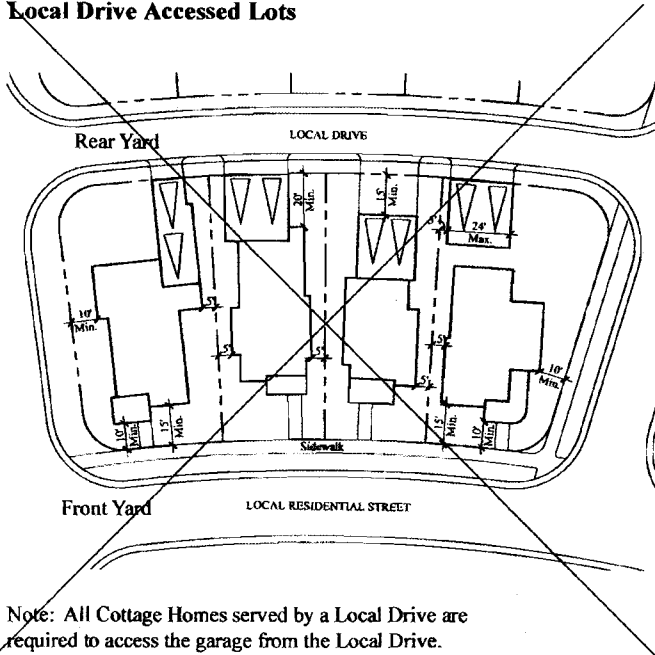 Local Drive Accessed Lots
LOCAL DRIVE
Rear Yard
20' Min.
15' Min.
5'
24' Max.
10' Min.
5'
5'
5'
5'
5'
10' Min.
10' Min.
15' Min.
15' Min.
10' Min.
Sidewalk
Front Yard
LOCAL RESIDENTIAL STREET
Note: All Cottage Homes served by a Local Drive are
required to access the garage from the Local Drive.